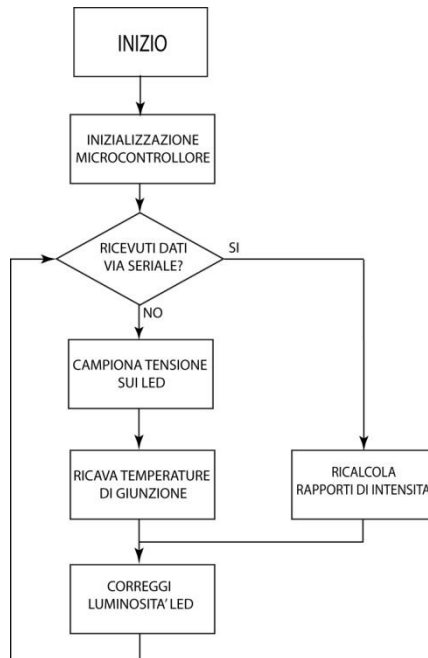 INIZIO
INIZIALIZZAZIONE
MICROCONTROLLORE
RICEVUTI DATI
VIA SERIALE?
SI
NO
CAMPIONA TENSIONE
SUI LED
RICAVA TEMPERATURE
DI GIUNZIONE
RICALCOLA
RAPPORTI DI INTENSITA'
CORREGGI
LUMINOSITA' LED